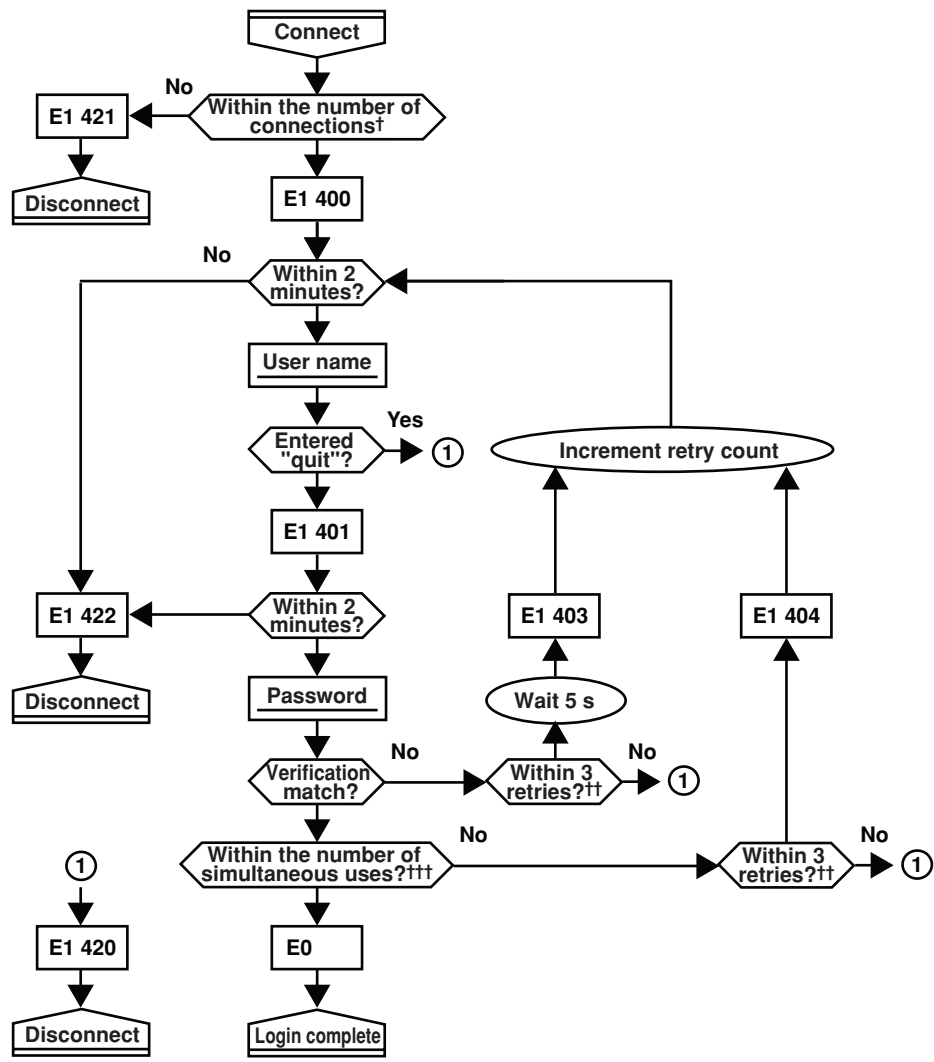 Connect
No
Within the number of
connections†
E1 421
Disconnect
E1 400
No
Within 2
minutes?
User name
Yes
Entered
"quit"?
1
Increment retry count
E1 401
E1 422
Within 2
minutes?
E1 403
E1 404
Disconnect
Password
Wait 5 s
No
Verification
match?
Within 3
retries?††
No
1
Within the number of
simultaneous uses?†††
No
Within 3
retries?††
No
1
1
E1 420
E0
Disconnect
Login complete